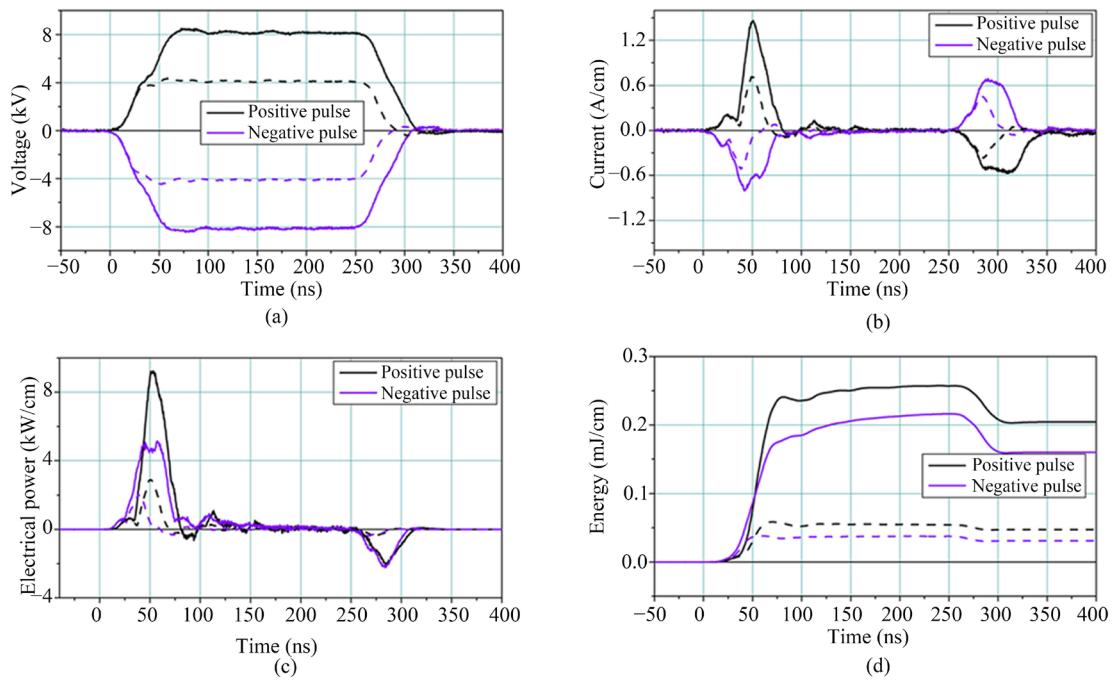 8
4
0
−4
−8
Voltage (kV)
Positive pulse
Negative pulse
−50 0 50 100 150 200 250 300 350 400
Time (ns)
(a)
1.2
0.6
0.0
−0.6
−1.2
Current (A/cm)
Positive pulse
Negative pulse
−50 0 50 100 150 200 250 300 350 400
Time (ns)
(b)
8
4
0
−4
Electrical power (kW/cm)
Positive pulse
Negative pulse
0 50 100 150 200 250 300 350 400
Time (ns)
(c)
0.3
0.2
0.1
0.0
Energy (mJ/cm)
Positive pulse
Negative pulse
−50 0 50 100 150 200 250 300 350 400
Time (ns)
(d)